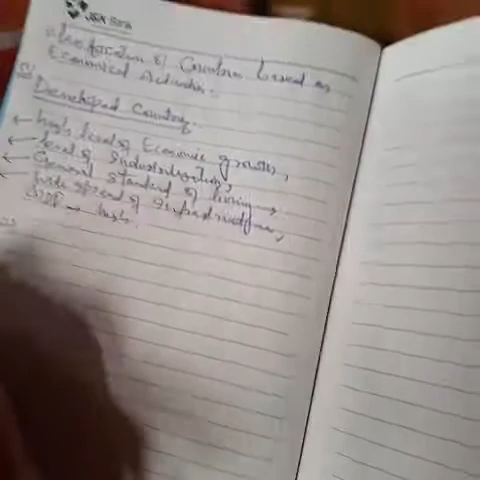 Classification of Countries based on
Economical Activities.
Developed Country.
← high level of Economic growth,
← level of Industrialization,
← General standard of living →
← wide spread of Infrastructure,
→ high